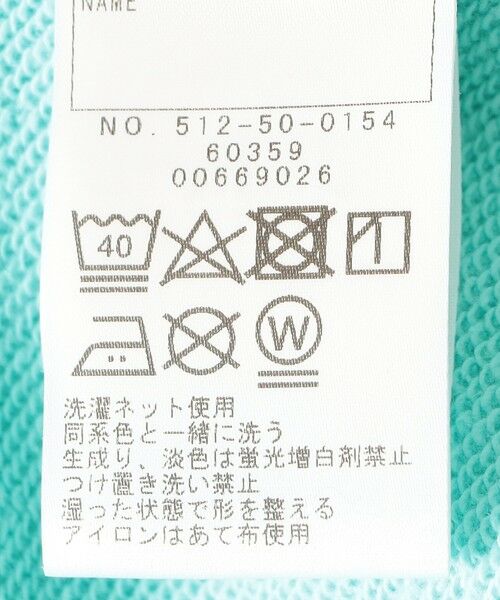 NAME
NO. 512-50-0154
60359
00669026
40
W
洗濯ネット使用
同系色と一緒に洗う
生成り、淡色は蛍光増白剤禁止
つけ置き洗い禁止
湿った状態で形を整える
アイロンはあて布使用